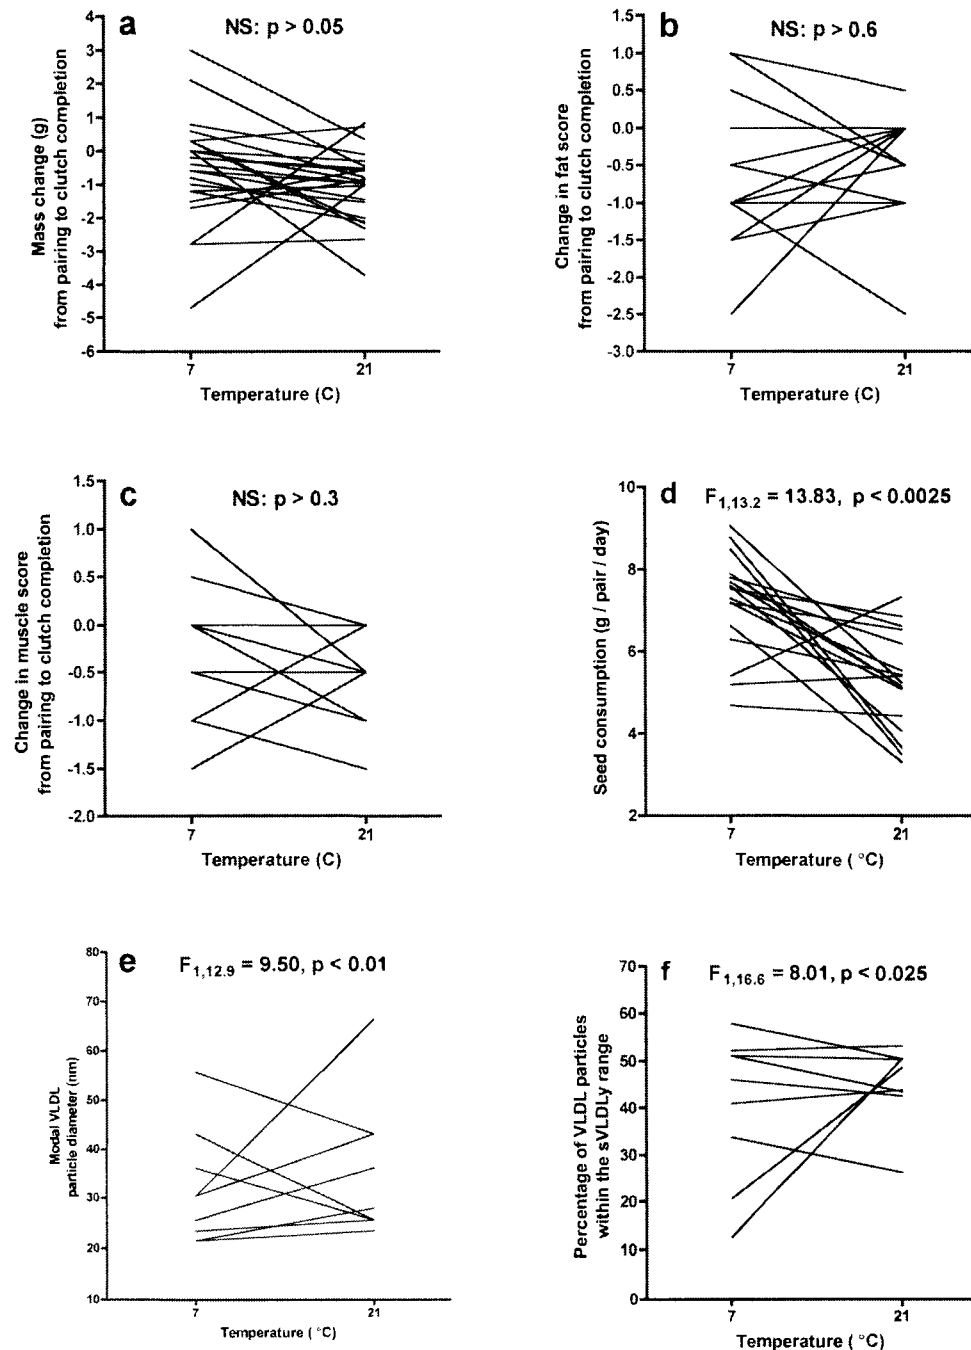 a NS: p > 0.05
Mass change (g)
from pairing to clutch completion
4
3
2
1
0
-1
-2
-3
-4
-5
-6
7 21
Temperature (C)
b NS: p > 0.6
Change in fat score
from pairing to clutch completion
1.5
1.0
0.5
0.0
-0.5
-1.0
-1.5
-2.0
-2.5
-3.0
7 21
Temperature (C)
c NS: p > 0.3
Change in muscle score
from pairing to clutch completion
1.5
1.0
0.5
0.0
-0.5
-1.0
-1.5
-2.0
7 21
Temperature (C)
d F1,13.2 = 13.83, p < 0.0025
Seed consumption (g / pair / day)
10
8
6
4
2
7 21
Temperature ( °C)
e F1,12.9 = 9.50, p < 0.01
Modal VLDL
particle diameter (nm)
80
70
60
50
40
30
20
10
7 21
Temperature ( °C)
f F1,16.6 = 8.01, p < 0.025
Percentage of VLDL particles
within the sVLDLy range
70
60
50
40
30
20
10
0
7 21
Temperature ( °C)